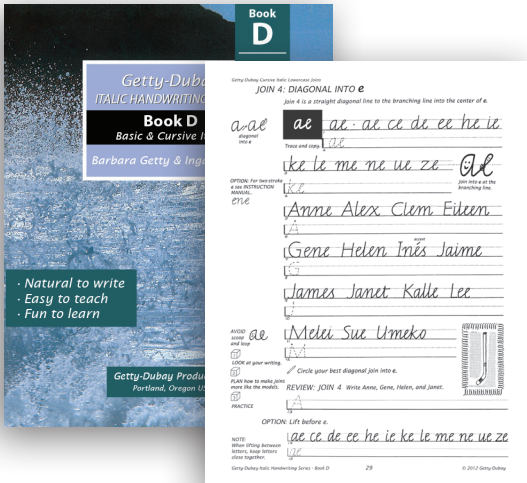 Book
D
Getty-Dubay
ITALIC HANDWRITING
Book D
Basic & Cursive
Barbara Getty &
· Natural to write
· Easy to teach
· Fun to learn
Getty-Dubay
Portland, Oregon
Getty-Dubay Cursive Italic Lowercase Joins
JOIN 4: DIAGONAL INTO e
Join 4 is a straight diagonal line to the branching line into the center of e.
a·ae
diagonal
into e
ae
ae · ae ce de ee he ie
Trace and copy.
ae
OPTION: For two-stroke
e see INSTRUCTION
MANUAL.
ene
ke le me ne ue ze
ke
ae
Join into e at the
branching line.
Anne Alex Clem Eileen
A
accent
Gene Helen Inés Jaime
G
James Janet Kalle Lee
J
AVOID
scoop
and loop
ae
Melei Sue Umeko
M
LOOK at your writing.
Circle your best diagonal join into e.
PLAN how to make joins
more like the models.
REVIEW: JOIN 4 Write Anne, Gene, Helen, and Janet.
PRACTICE
A
OPTION: Lift before e.
NOTE:
When lifting between
letters, keep letters
close together.
ae ce de ee he ie ke le me ne ue ze
ae
Getty-Dubay Italic Handwriting Series · Book D
29
© 2012 Getty-Dubay